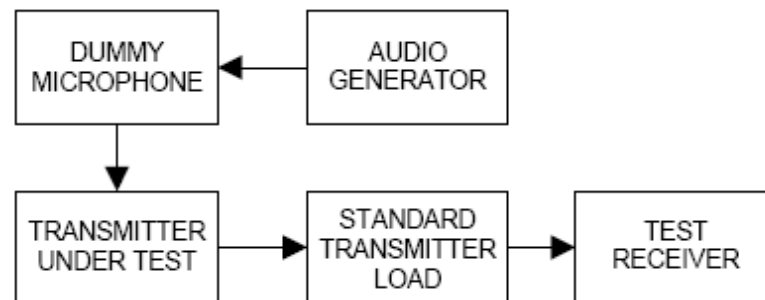 DUMMY
MICROPHONE
AUDIO
GENERATOR
TRANSMITTER
UNDER TEST
STANDARD
TRANSMITTER
LOAD
TEST
RECEIVER